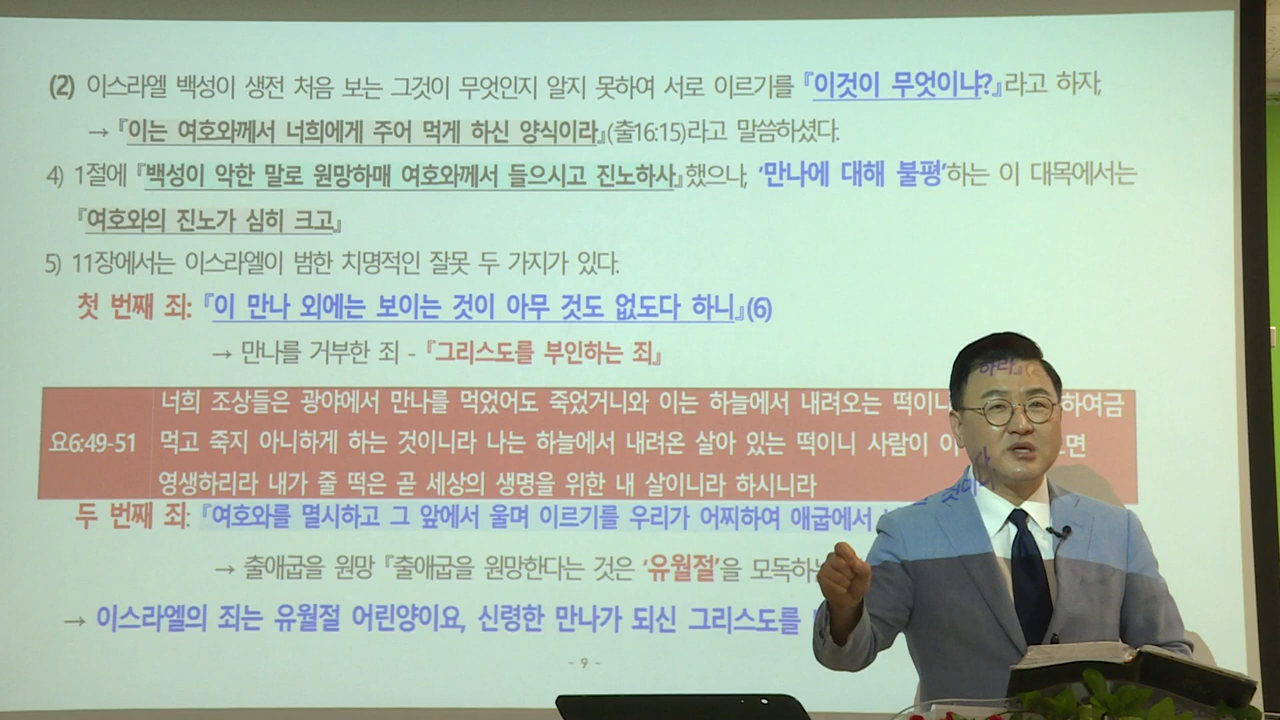 (2) 이스라엘 백성이 생전 처음 보는 그것이 무엇인지 알지 못하여 서로 이르기를 『이것이 무엇이냐?』라고 하자,
→ 『이는 여호와께서 너희에게 주어 먹게 하신 양식이라』(출16:15)라고 말씀하셨다.
4) 1절에 『백성이 악한 말로 원망하매 여호와께서 들으시고 진노하사』했으나, ‘만나에 대해 불평’하는 이 대목에서는
『여호와의 진노가 심히 크고』
5) 11장에서는 이스라엘이 범한 치명적인 잘못 두 가지가 있다.
첫 번째 죄: 『이 만나 외에는 보이는 것이 아무 것도 없도다 하니』(6)
→ 만나를 거부한 죄 - 『그리스도를 부인하는 죄』
너희 조상들은 광야에서 만나를 먹었어도 죽었거니와 이는 하늘에서 내려오는 떡이니 하여금
요6:49-51 먹고 죽지 아니하게 하는 것이니라 나는 하늘에서 내려온 살아 있는 떡이니 사람이
영생하리라 내가 줄 떡은 곧 세상의 생명을 위한 내 살이니라 하시니라
두 번째 죄: 『여호와를 멸시하고 그 앞에서 울며 이르기를 우리가 어찌하여 애굽에서
→ 출애굽을 원망 『출애굽을 원망한다는 것은 ‘유월절’을 모독하는
→ 이스라엘의 죄는 유월절 어린양이요, 신령한 만나가 되신 그리스도를
- 9 -
하라』